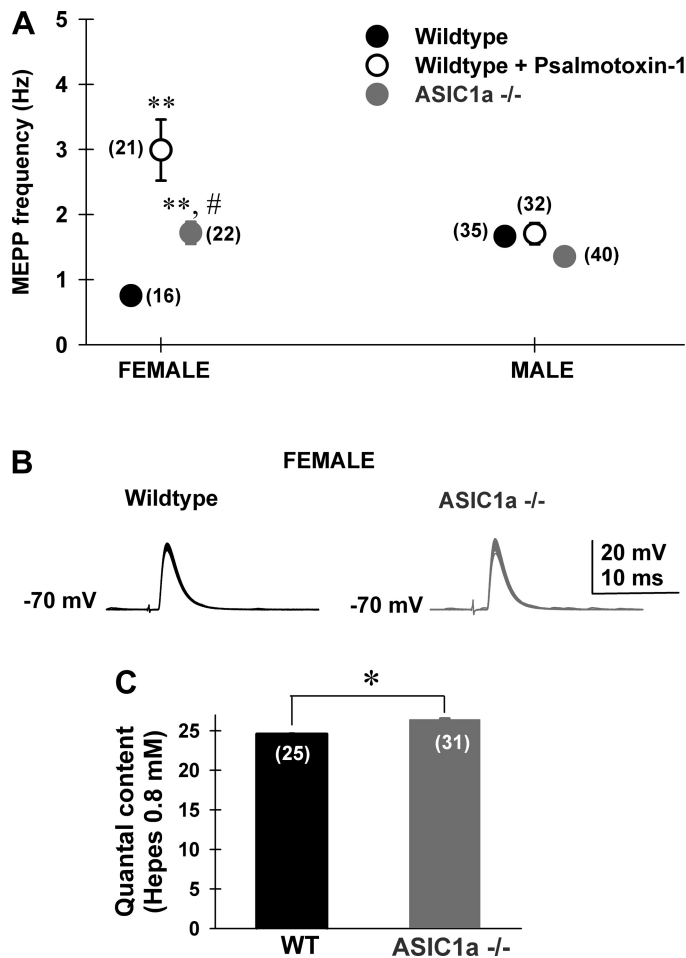 A
5
Wildtype
Wildtype + Psalmotoxin-1
ASIC1a -/-
4
**
3
(21)
**, #
2
(22)
(32)
(35)
(40)
1
(16)
0
MEPP frequency (Hz)
FEMALE
MALE
B
FEMALE
Wildtype
ASIC1a -/-
20 mV
10 ms
-70 mV
-70 mV
C
*
25
(25)
(31)
20
15
10
5
0
Quantal content
(Hepes 0.8 mM)
WT
ASIC1a -/-